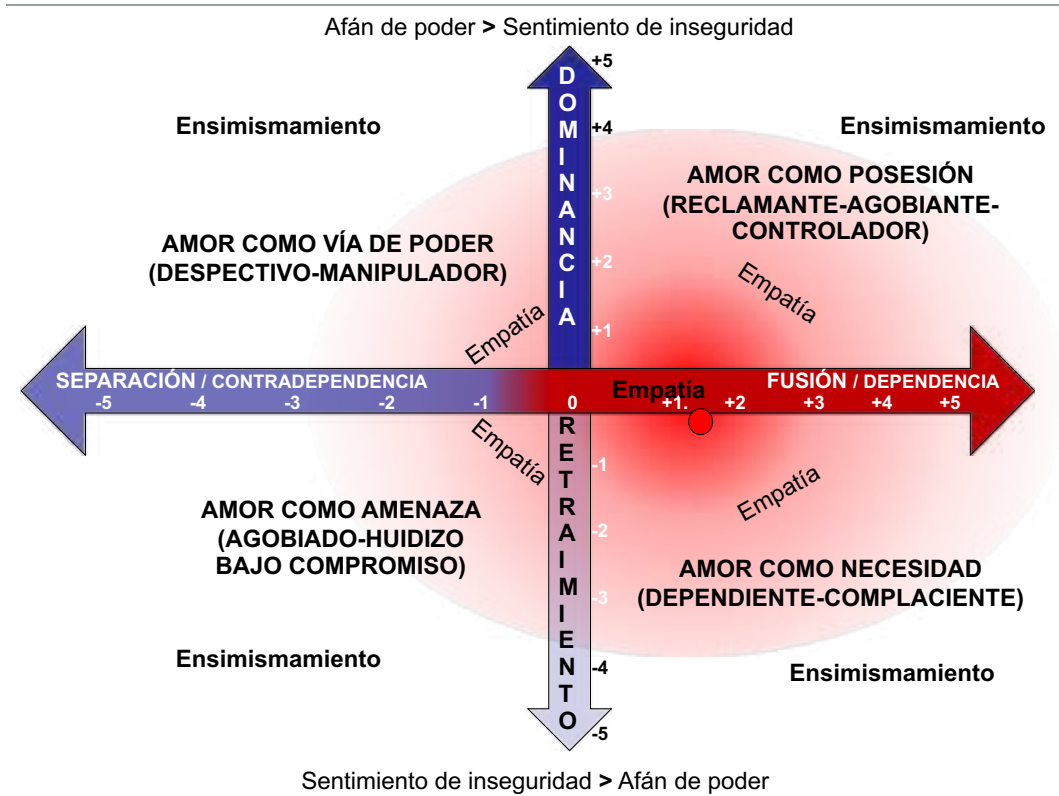 Afán de poder > Sentimiento de inseguridad
+5
DOMINANCIA
Ensimismamiento
+4
Ensimismamiento
AMOR COMO POSESIÓN
(RECLAMANTE-AGOBIANTE-
CONTROLADOR)
+3
AMOR COMO VÍA DE PODER
(DESPECTIVO-MANIPULADOR)
+2
Empatía
Empatía
+1
SEPARACIÓN / CONTRADEPENDENCIA
Empatía
FUSIÓN / DEPENDENCIA
-5 -4 -3 -2 -1 0 +1. +2 +3 +4 +5
RETRAIMIENTO
Empatía
-1
Empatía
AMOR COMO AMENAZA
(AGOBIADO-HUIDIZO
BAJO COMPROMISO)
-2
AMOR COMO NECESIDAD
(DEPENDIENTE-COMPLACIENTE)
-3
Ensimismamiento
-4
Ensimismamiento
-5
Sentimiento de inseguridad > Afán de poder